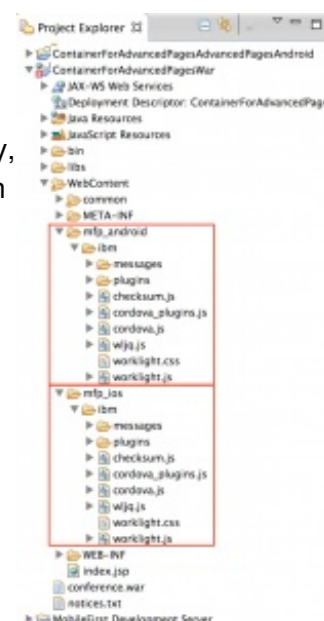 Project Explorer
ContainerForAdvancedPagesAdvancedPagesAndroid
ContainerForAdvancedPagesWar
JAX-WS Web Services
Deployment Descriptor: ContainerForAdvancedPage
Java Resources
JavaScript Resources
bin
libs
WebContent
common
META-INF
mfp_android
ibm
messages
plugins
checksum.js
cordova_plugins.js
cordova.js
wljq.js
worklight.css
worklight.js
mfp_ios
ibm
messages
plugins
checksum.js
cordova_plugins.js
cordova.js
wljq.js
worklight.css
worklight.js
WEB-INF
index.jsp
conference.war
notices.txt
MobileFirst Development Server